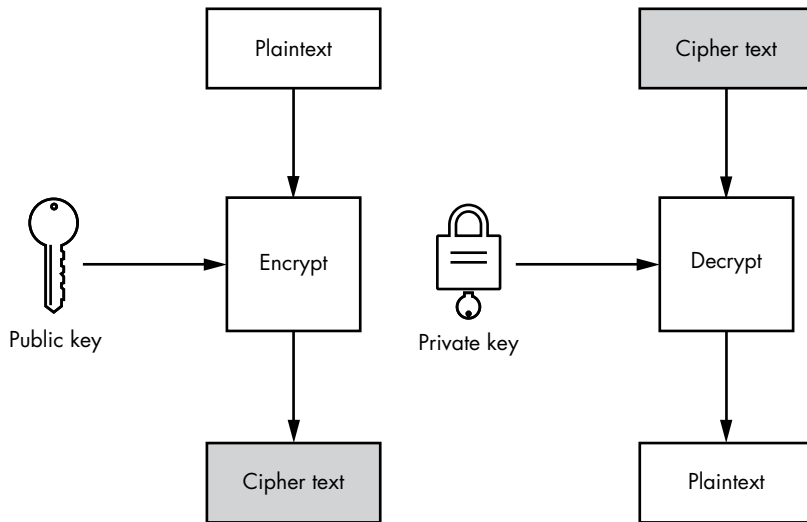 Plaintext
Cipher text
Encrypt
Decrypt
Public key
Private key
Cipher text
Plaintext